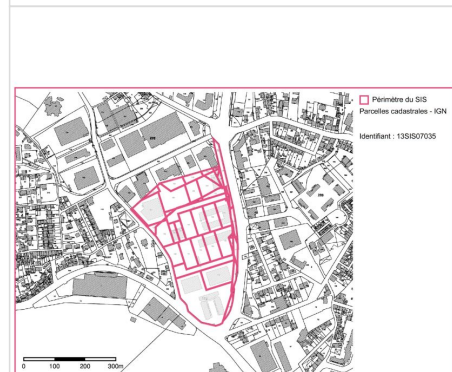 Périmètre du SIS
Parcelles cadastrales - IGN
Identifiant : 13SIS07035
0 100 200 300m